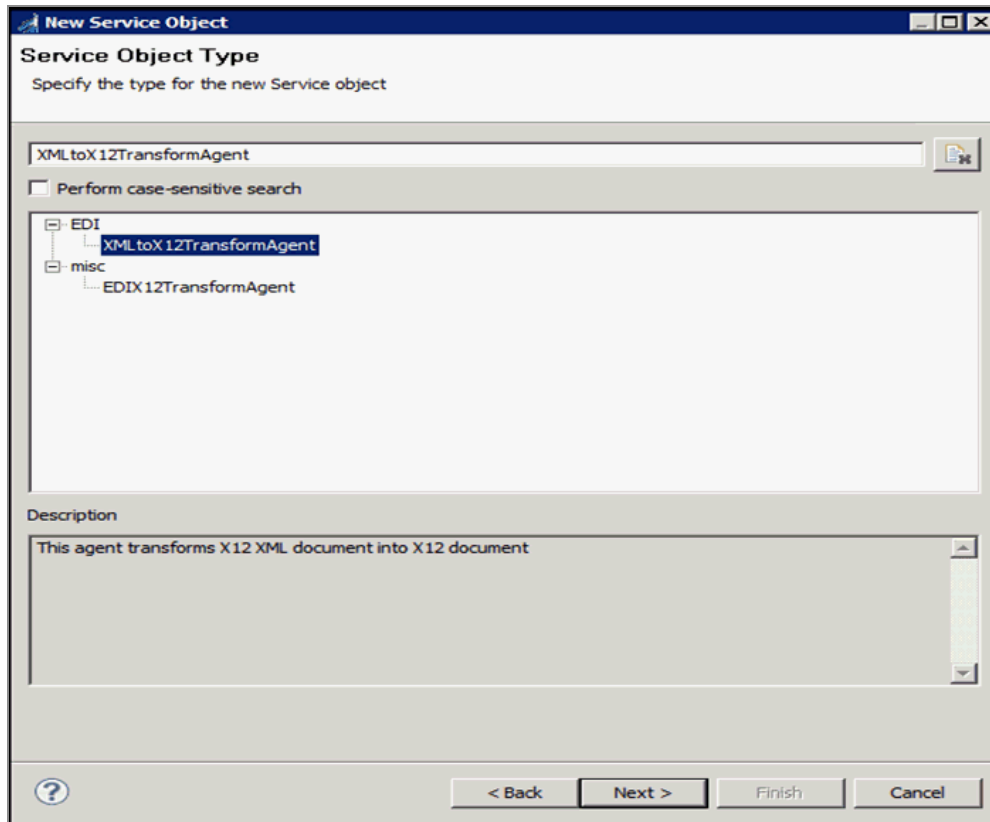 New Service Object
Service Object Type
Specify the type for the new Service object
XMLtoX12TransformAgent
Perform case-sensitive search
EDI
XMLtoX12TransformAgent
misc
EDIX12TransformAgent
Description
This agent transforms X12 XML document into X12 document
? < Back Next > Finish Cancel